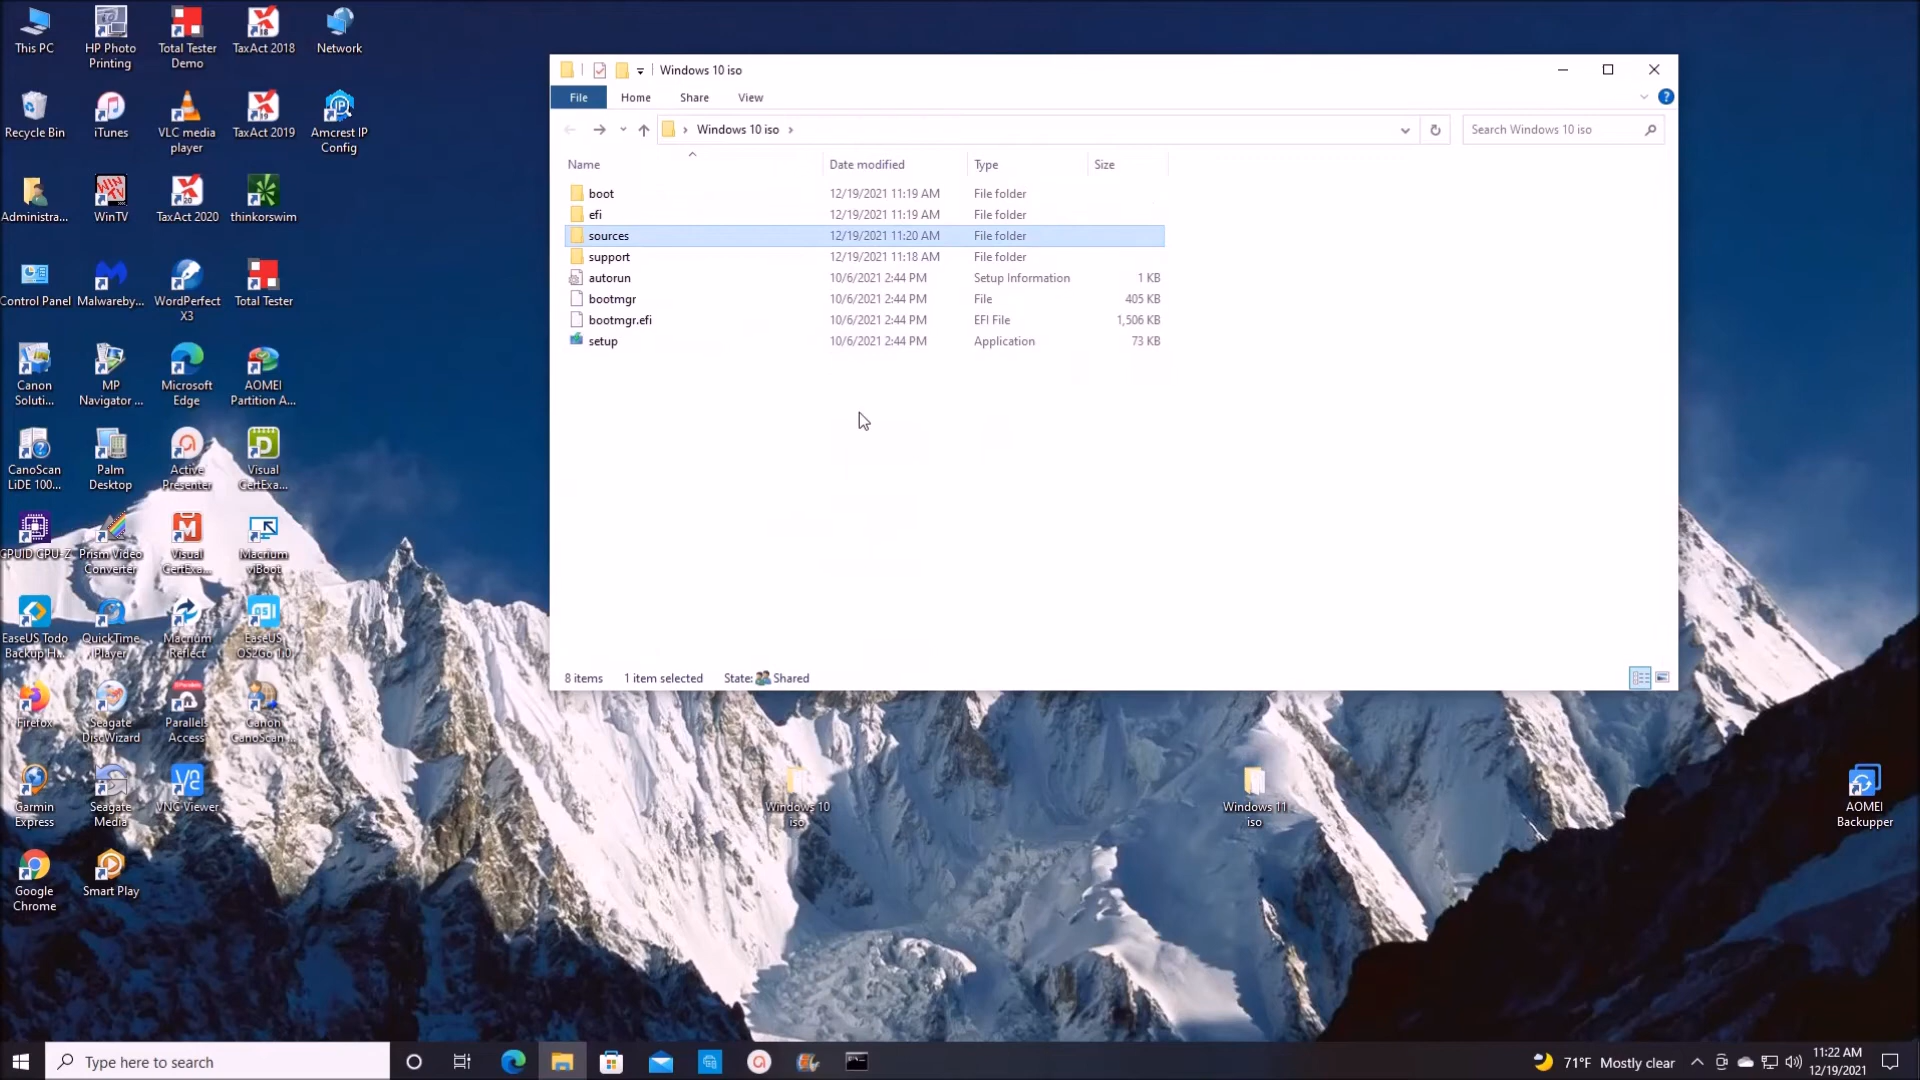 This PC
HP Photo
Printing
Total Tester
Demo
TaxAct 2018
Network
Recycle Bin
iTunes
VLC media
player
TaxAct 2019
Amcrest IP
Config
Administra...
WinTV
TaxAct 2020
thinkorswim
Control Panel
Malwareby...
WordPerfect
X3
Total Tester
Canon
Soluti...
MP
Navigator ...
Microsoft
Edge
AOMEI
Partition A...
CanoScan
LiDE 100...
Palm
Desktop
Active
Presenter
Visual
CertExa...
CPUID CPU-Z
Prism Video
Converter
Visual
CertExa...
Macrium
viBoot
EaseUS Todo
Backup H...
QuickTime
Player
Macrium
Reflect
EaseUS
OS2Go 1.0
Firefox
Seagate
DiscWizard
Parallels
Access
Canon
CanoScan ...
Garmin
Express
Seagate
Media
VNC Viewer
Google
Chrome
Smart Play
Windows 10 iso
File Home Share View
Windows 10 iso
Search Windows 10 iso
Name Date modified Type Size
boot 12/19/2021 11:19 AM File folder
efi 12/19/2021 11:19 AM File folder
sources 12/19/2021 11:20 AM File folder
support 12/19/2021 11:18 AM File folder
autorun 10/6/2021 2:44 PM Setup Information 1 KB
bootmgr 10/6/2021 2:44 PM File 405 KB
bootmgr.efi 10/6/2021 2:44 PM EFI File 1,506 KB
setup 10/6/2021 2:44 PM Application 73 KB
8 items 1 item selected State: Shared
Windows 10
iso
Windows 11
iso
AOMEI
Backupper
Type here to search
71°F Mostly clear
11:22 AM
12/19/2021